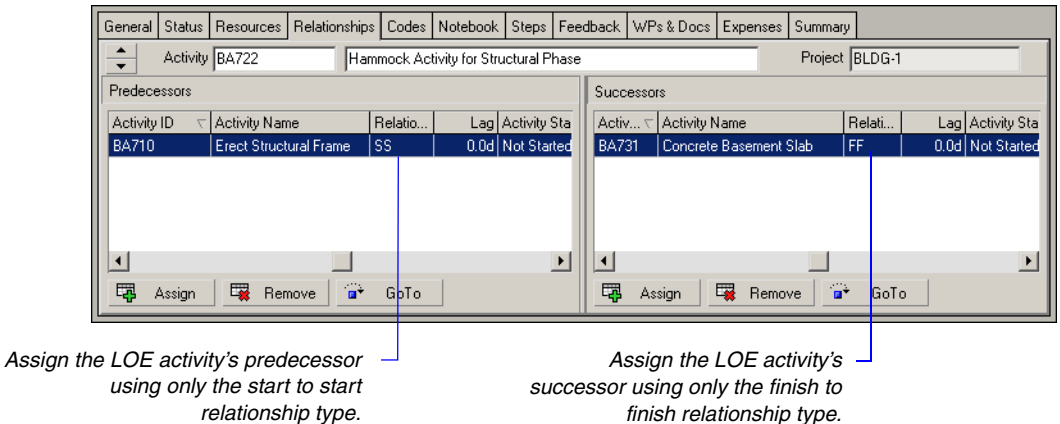 General Status Resources Relationships Codes Notebook Steps Feedback WPs & Docs Expenses Summary
Activity BA722 Hammock Activity for Structural Phase Project BLDG-1
Predecessors Successors
Activity ID Activity Name Relatio... Lag Activity Sta Activ... Activity Name Relati... Lag Activity Sta
BA710 Erect Structural Frame SS 0.0d Not Started BA731 Concrete Basement Slab FF 0.0d Not Started
Assign Remove GoTo Assign Remove GoTo
Assign the LOE activity's predecessor
using only the start to start
relationship type.
Assign the LOE activity's
successor using only the finish to
finish relationship type.